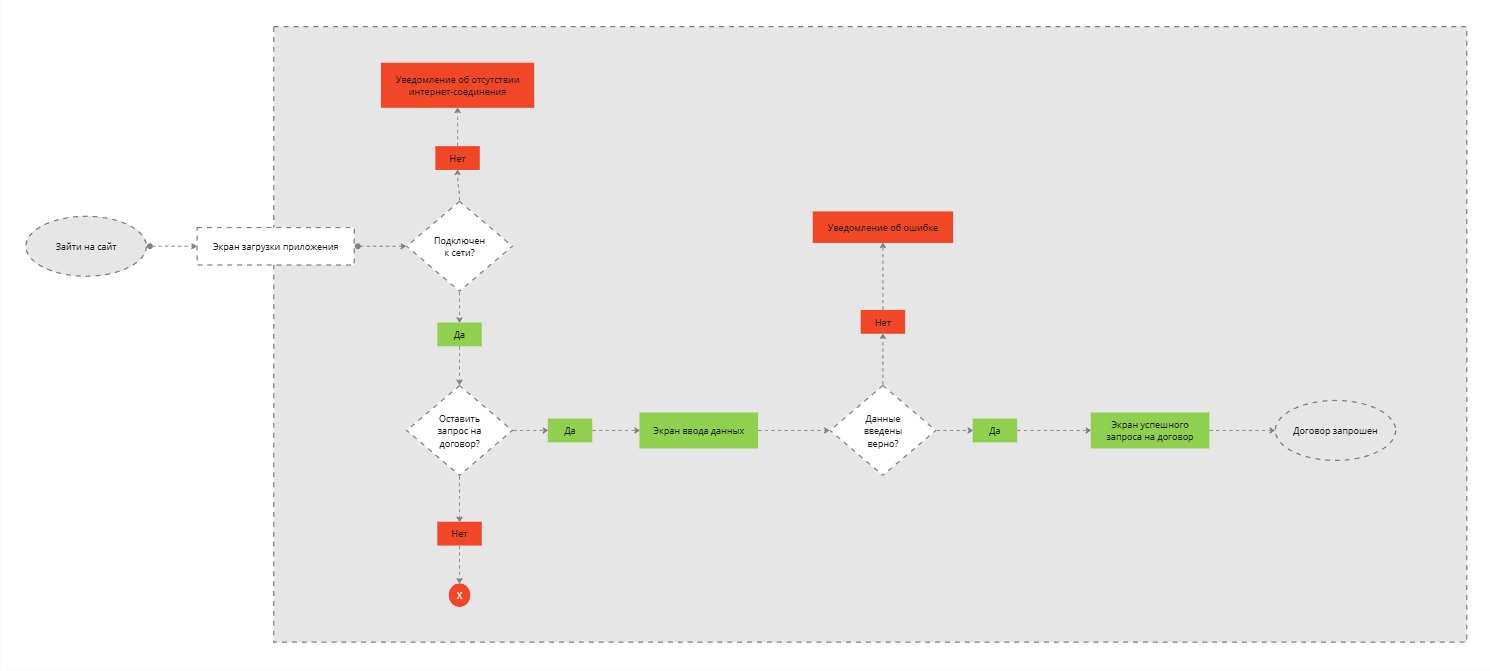 Уведомление об отсутствии
интернет-соединения
Нет
Зайти на сайт
Экран загрузки приложения
Подключен
к сети?
Да
Оставить
запрос на
договор?
Да
Экран ввода данных
Данные
введены
верно?
Нет
Уведомление об ошибке
Да
Экран успешного
запроса на договор
Договор запрошен
Нет
X